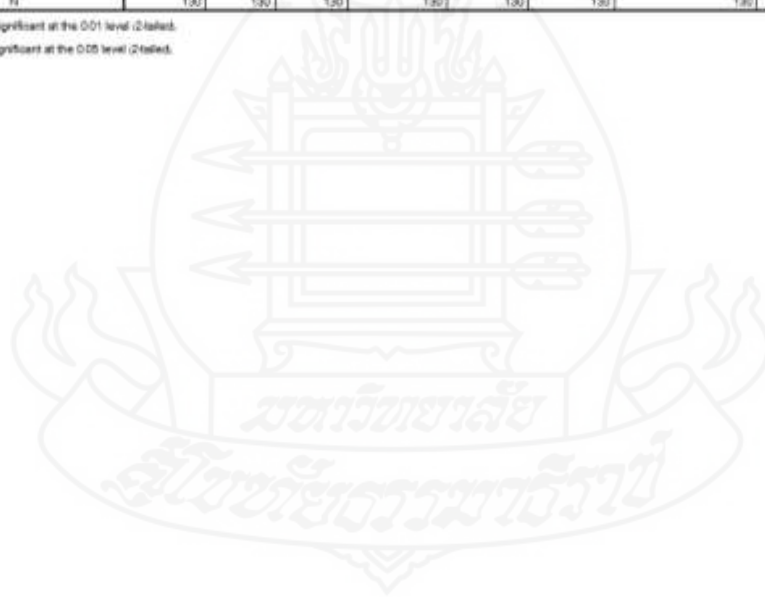 N 130 130 130 130 130 130 130
gnificant at the 0.01 level (2-tailed).
gnificant at the 0.05 level (2-tailed).
มหาวิทยาลัย
สุโขทัยธรรมาธิราช